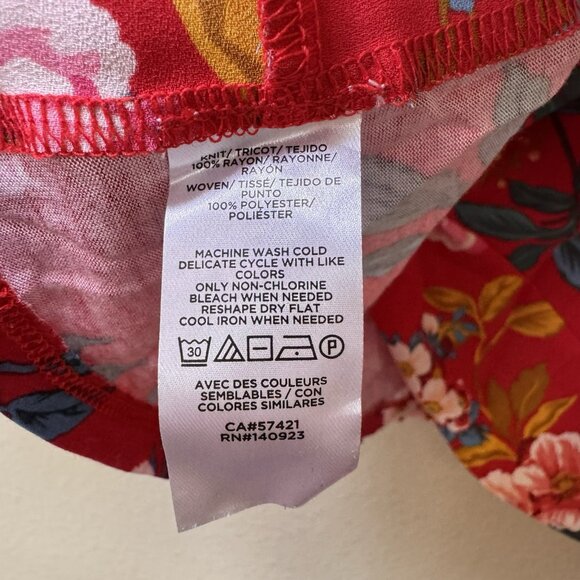 KNIT/ TRICOT/ TEJIDO
100% RAYON/ RAYONNE/
RAYÓN
WOVEN/ TISSÉ/ TEJIDO DE
PUNTO
100% POLYESTER/
POLIÉSTER
MACHINE WASH COLD
DELICATE CYCLE WITH LIKE
COLORS
ONLY NON-CHLORINE
BLEACH WHEN NEEDED
RESHAPE DRY FLAT
COOL IRON WHEN NEEDED
30 P
AVEC DES COULEURS
SEMBLABLES / CON
COLORES SIMILARES
CA#57421
RN#140923